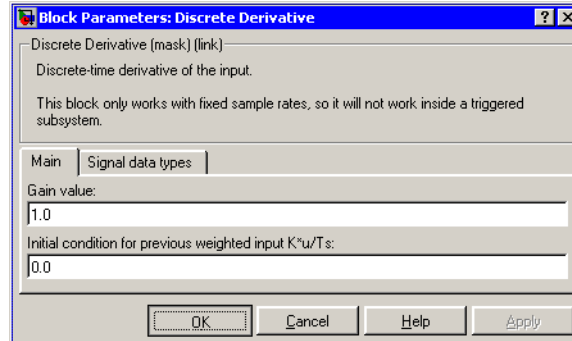 Block Parameters: Discrete Derivative
Discrete Derivative (mask) (link)
Discrete-time derivative of the input.
This block only works with fixed sample rates, so it will not work inside a triggered
subsystem.
Main Signal data types
Gain value:
1.0
Initial condition for previous weighted input K*u/Ts:
0.0
OK Cancel Help Apply